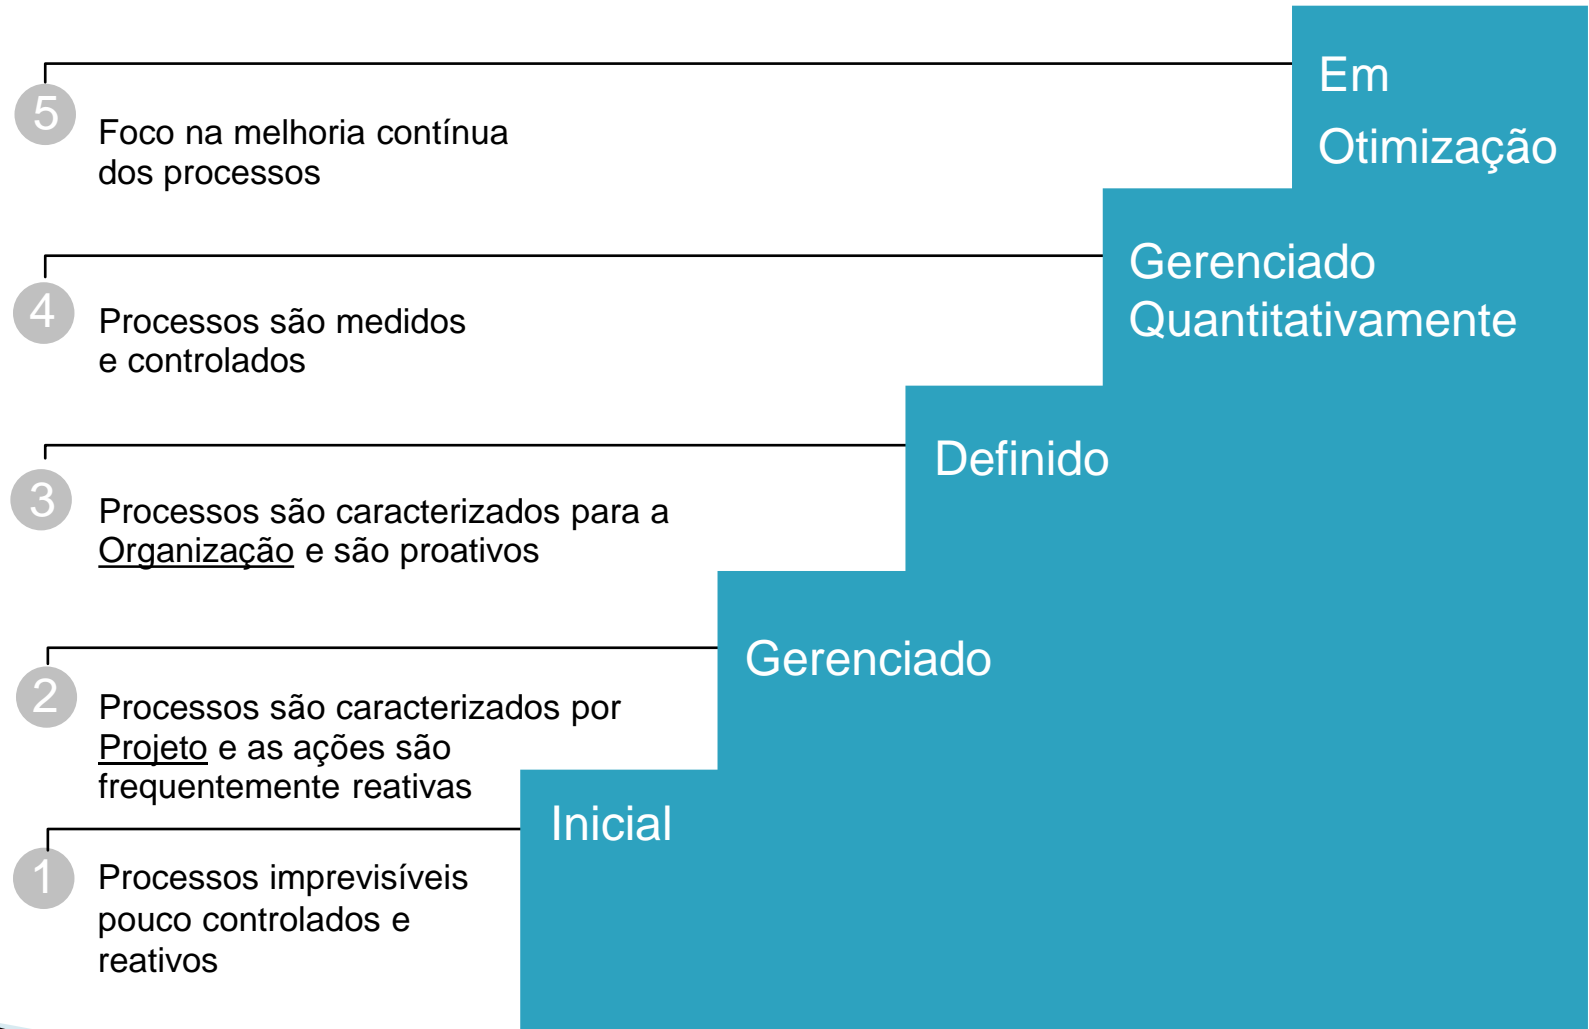 5
Foco na melhoria contínua
dos processos
Em
Otimização
4
Processos são medidos
e controlados
Gerenciado
Quantitativamente
3
Processos são caracterizados para a
Organização e são proativos
Definido
2
Processos são caracterizados por
Projeto e as ações são
frequentemente reativas
Gerenciado
1
Processos imprevisíveis
pouco controlados e
reativos
Inicial